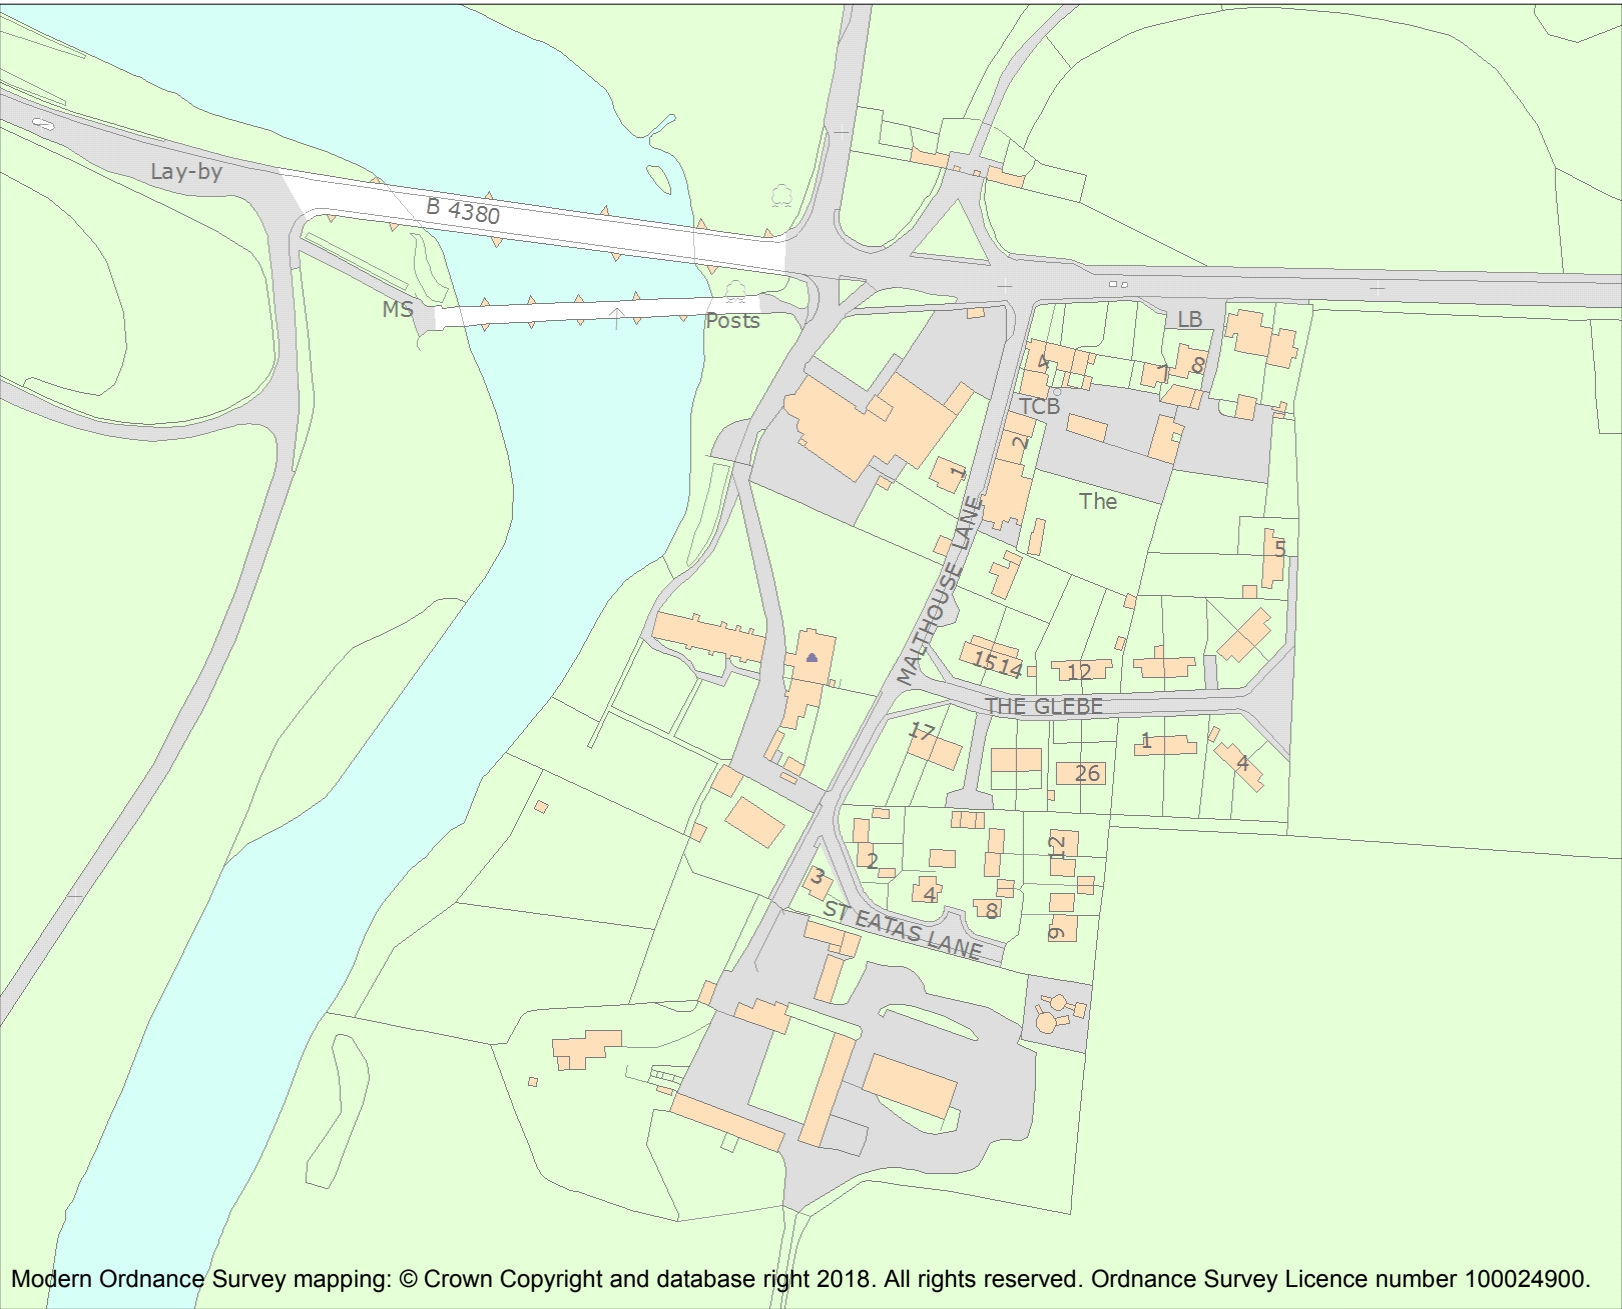 Lay-by
B 4380
MS
Posts
LB
4
7
8
TCB
2
1
The
MALTHOUSE LANE
5
15 14
12
THE GLEBE
17
1
26
4
12
2
3
4
8
9
ST EATAS LANE
Modern Ordnance Survey mapping: © Crown Copyright and database right 2018. All rights reserved. Ordnance Survey Licence number 100024900.